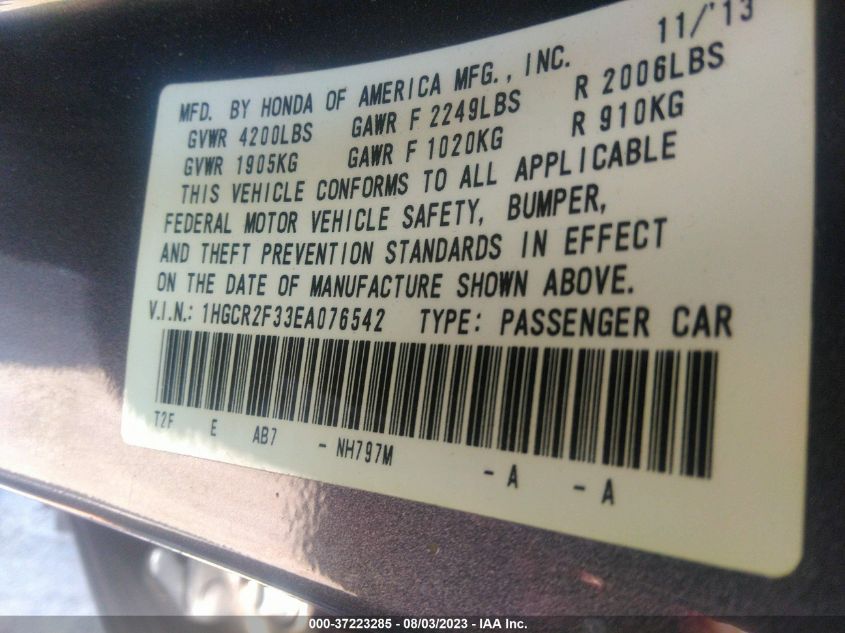 11/'13
MFD. BY HONDA OF AMERICA MFG., INC.
GVWR 4200LBS GAWR F 2249LBS R 2006LBS
GVWR 1905KG GAWR F 1020KG R 910KG
THIS VEHICLE CONFORMS TO ALL APPLICABLE
FEDERAL MOTOR VEHICLE SAFETY, BUMPER,
AND THEFT PREVENTION STANDARDS IN EFFECT
ON THE DATE OF MANUFACTURE SHOWN ABOVE.
V.I.N.: 1HGCR2F33EA076542 TYPE: PASSENGER CAR
T2F E AB7 - NH797M - A - A
000-37223285 - 08/03/2023 - IAA Inc.